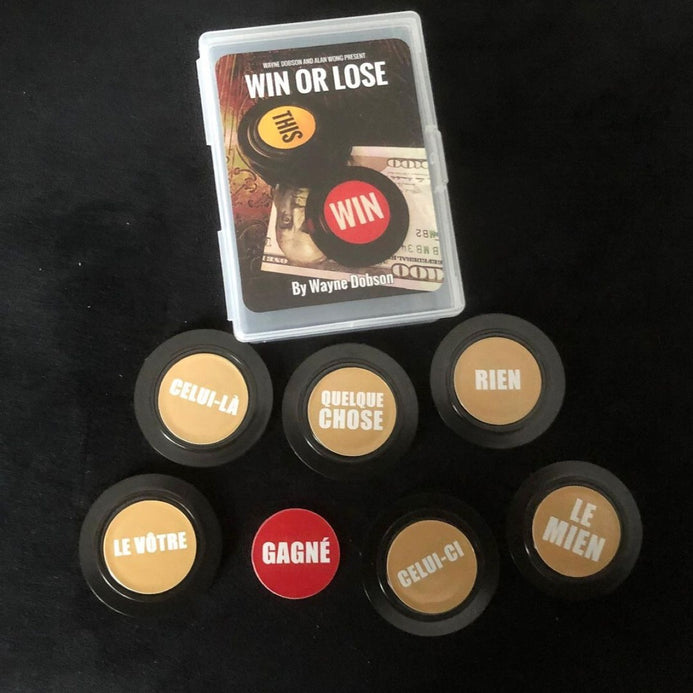 WAYNE DOBSON AND ALAN WONG PRESENT
WIN OR LOSE
THIS
WIN
By Wayne Dobson
CELUI-LÀ
QUELQUE
CHOSE
RIEN
LE VÔTRE
GAGNÉ
CELUI-CI
LE
MIEN